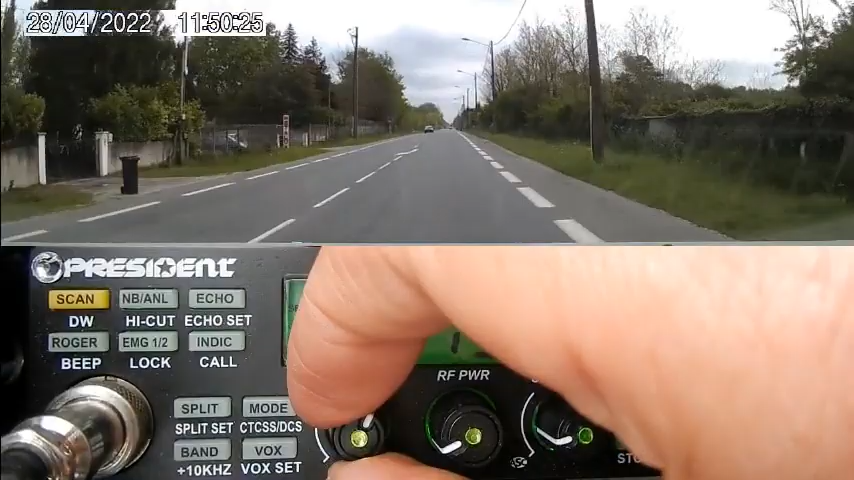 28/04/2022 11:50:25
PRESIDENT
SCAN NB/ANL ECHO
DW HI-CUT ECHO SET
ROGER EMG 1/2 INDIC
BEEP LOCK CALL
RF PWR
SPLIT MODE
SPLIT SET CTCSS/DCS
BAND VOX
+10KHZ VOX SET